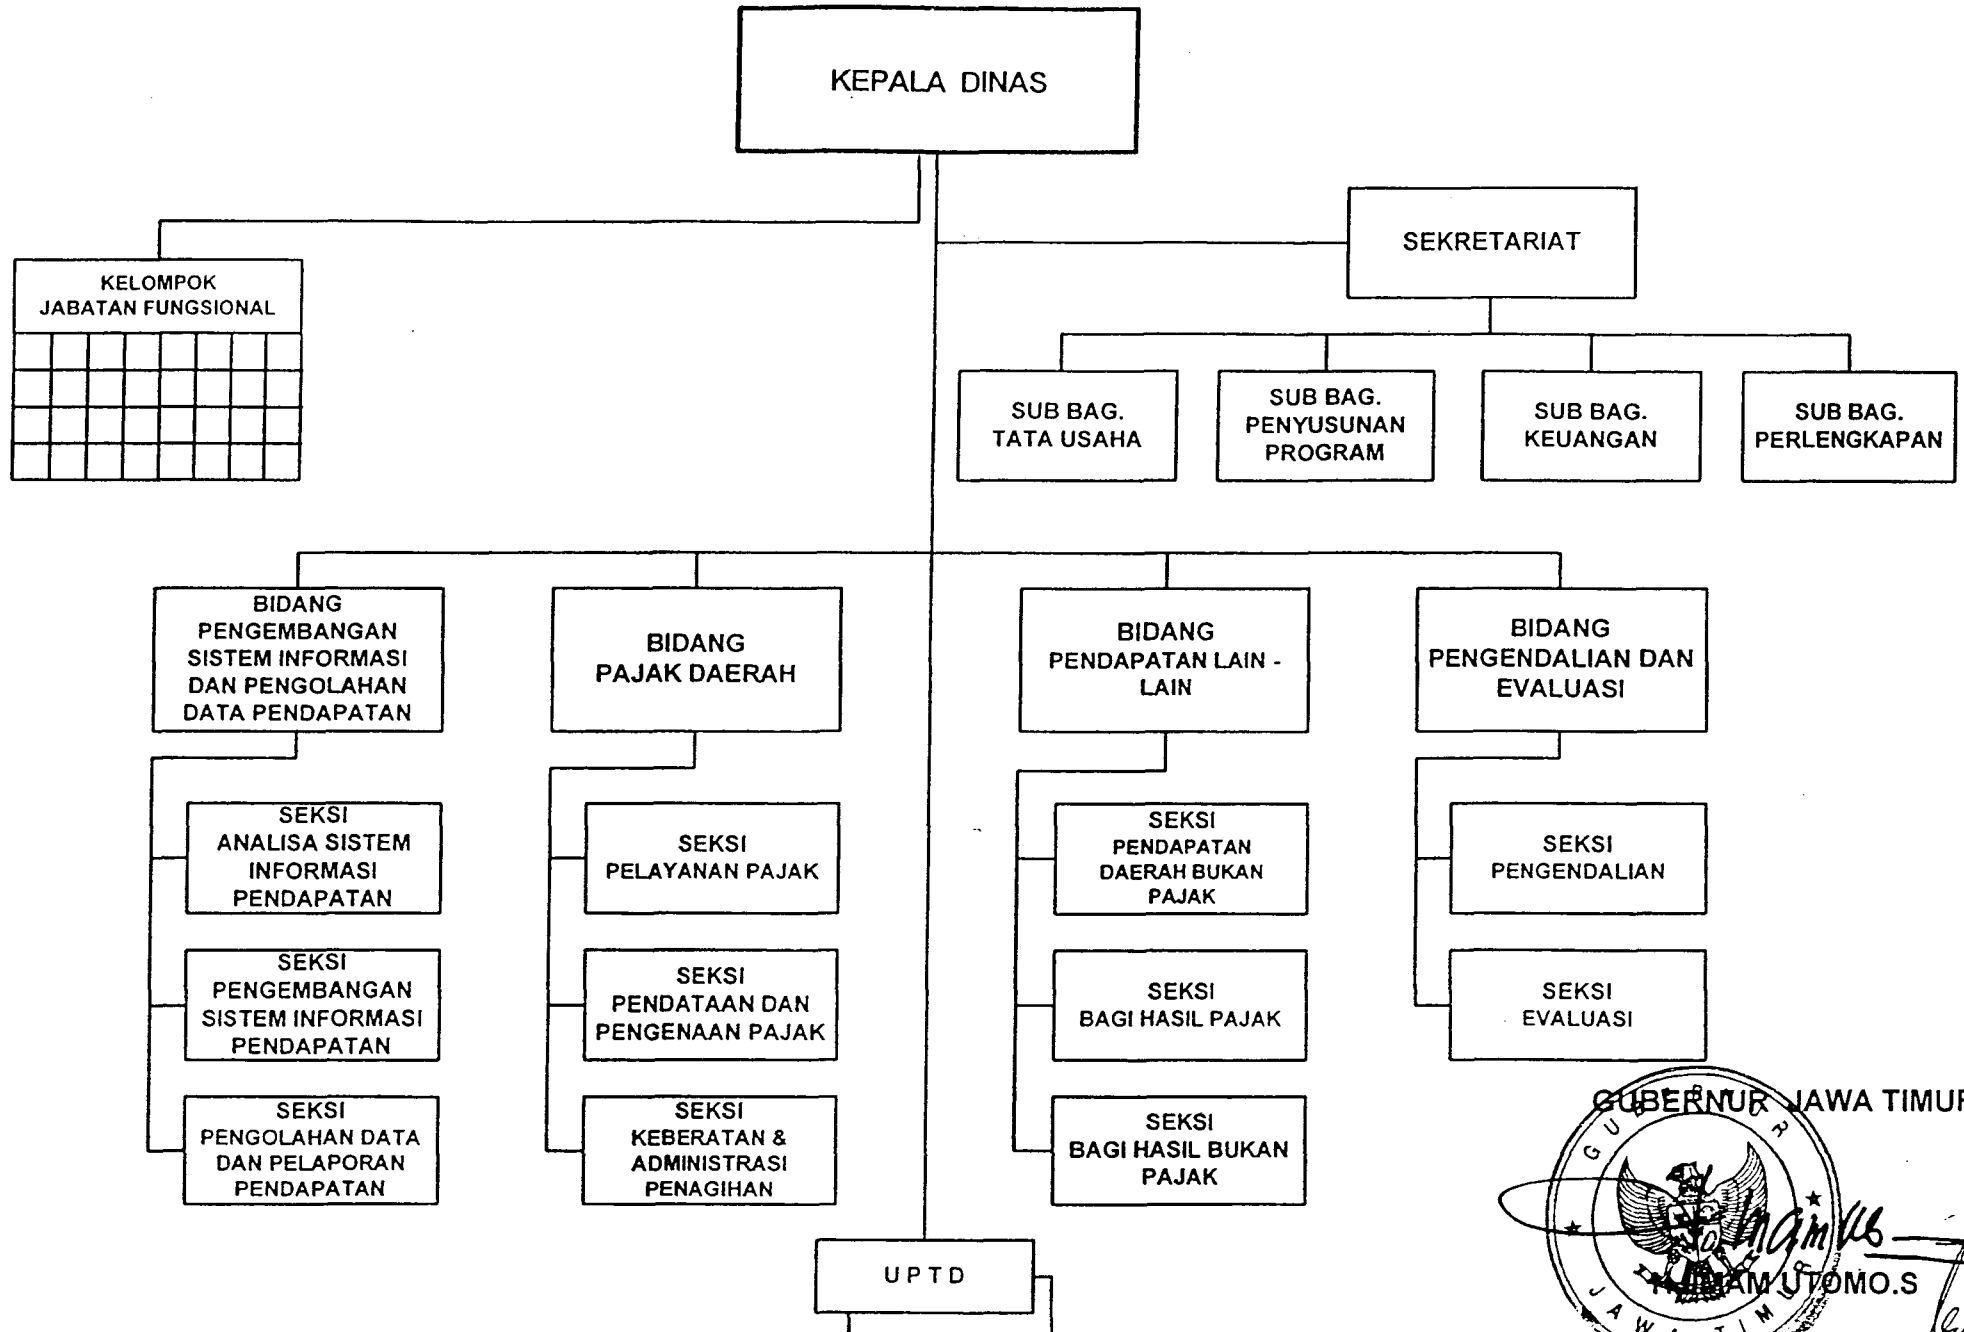 KEPALA DINAS
SEKRETARIAT
KELOMPOK
JABATAN FUNGSIONAL
SUB BAG.
TATA USAHA
SUB BAG.
PENYUSUNAN
PROGRAM
SUB BAG.
KEUANGAN
SUB BAG.
PERLENGKAPAN
BIDANG
PENGEMBANGAN
SISTEM INFORMASI
DAN PENGOLAHAN
DATA PENDAPATAN
BIDANG
PAJAK DAERAH
BIDANG
PENDAPATAN LAIN -
LAIN
BIDANG
PENGENDALIAN DAN
EVALUASI
SEKSI
ANALISA SISTEM
INFORMASI
PENDAPATAN
SEKSI
PELAYANAN PAJAK
SEKSI
PENDAPATAN
DAERAH BUKAN
PAJAK
SEKSI
PENGENDALIAN
SEKSI
PENGEMBANGAN
SISTEM INFORMASI
PENDAPATAN
SEKSI
PENDATAAN DAN
PENGENAAN PAJAK
SEKSI
BAGI HASIL PAJAK
SEKSI
EVALUASI
SEKSI
PENGOLAHAN DATA
DAN PELAPORAN
PENDAPATAN
SEKSI
KEBERATAN &
ADMINISTRASI
PENAGIHAN
SEKSI
BAGI HASIL BUKAN
PAJAK
UPTD
GUBERNUR JAWA TIMUR
GUBERNUR
JAWA TIMUR
IMAM UTOMO.S